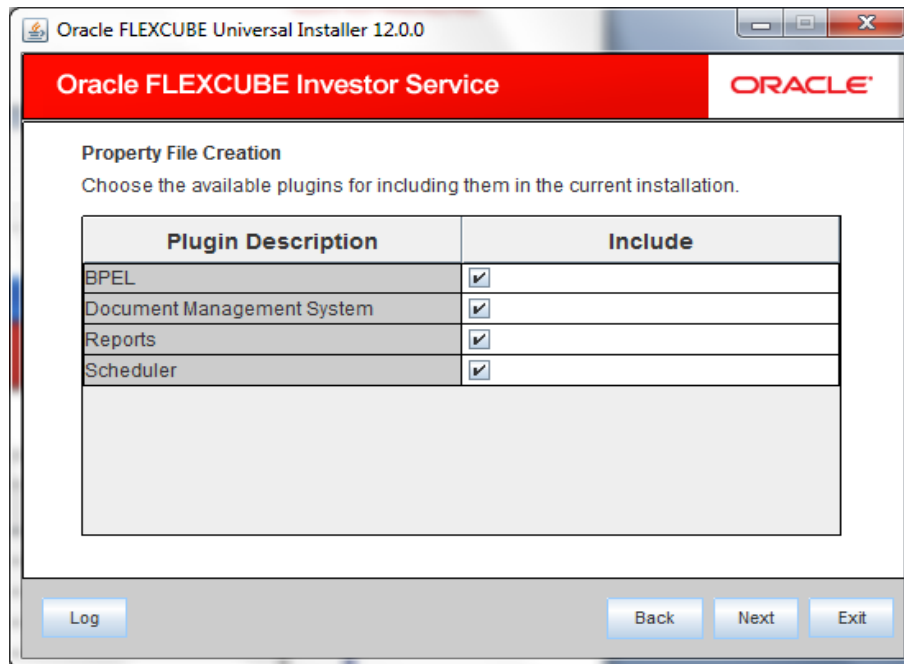 Oracle FLEXCUBE Universal Installer 12.0.0
Oracle FLEXCUBE Investor Service
ORACLE
Property File Creation
Choose the available plugins for including them in the current installation.
Plugin Description Include
BPEL
Document Management System
Reports
Scheduler
Log Back Next Exit